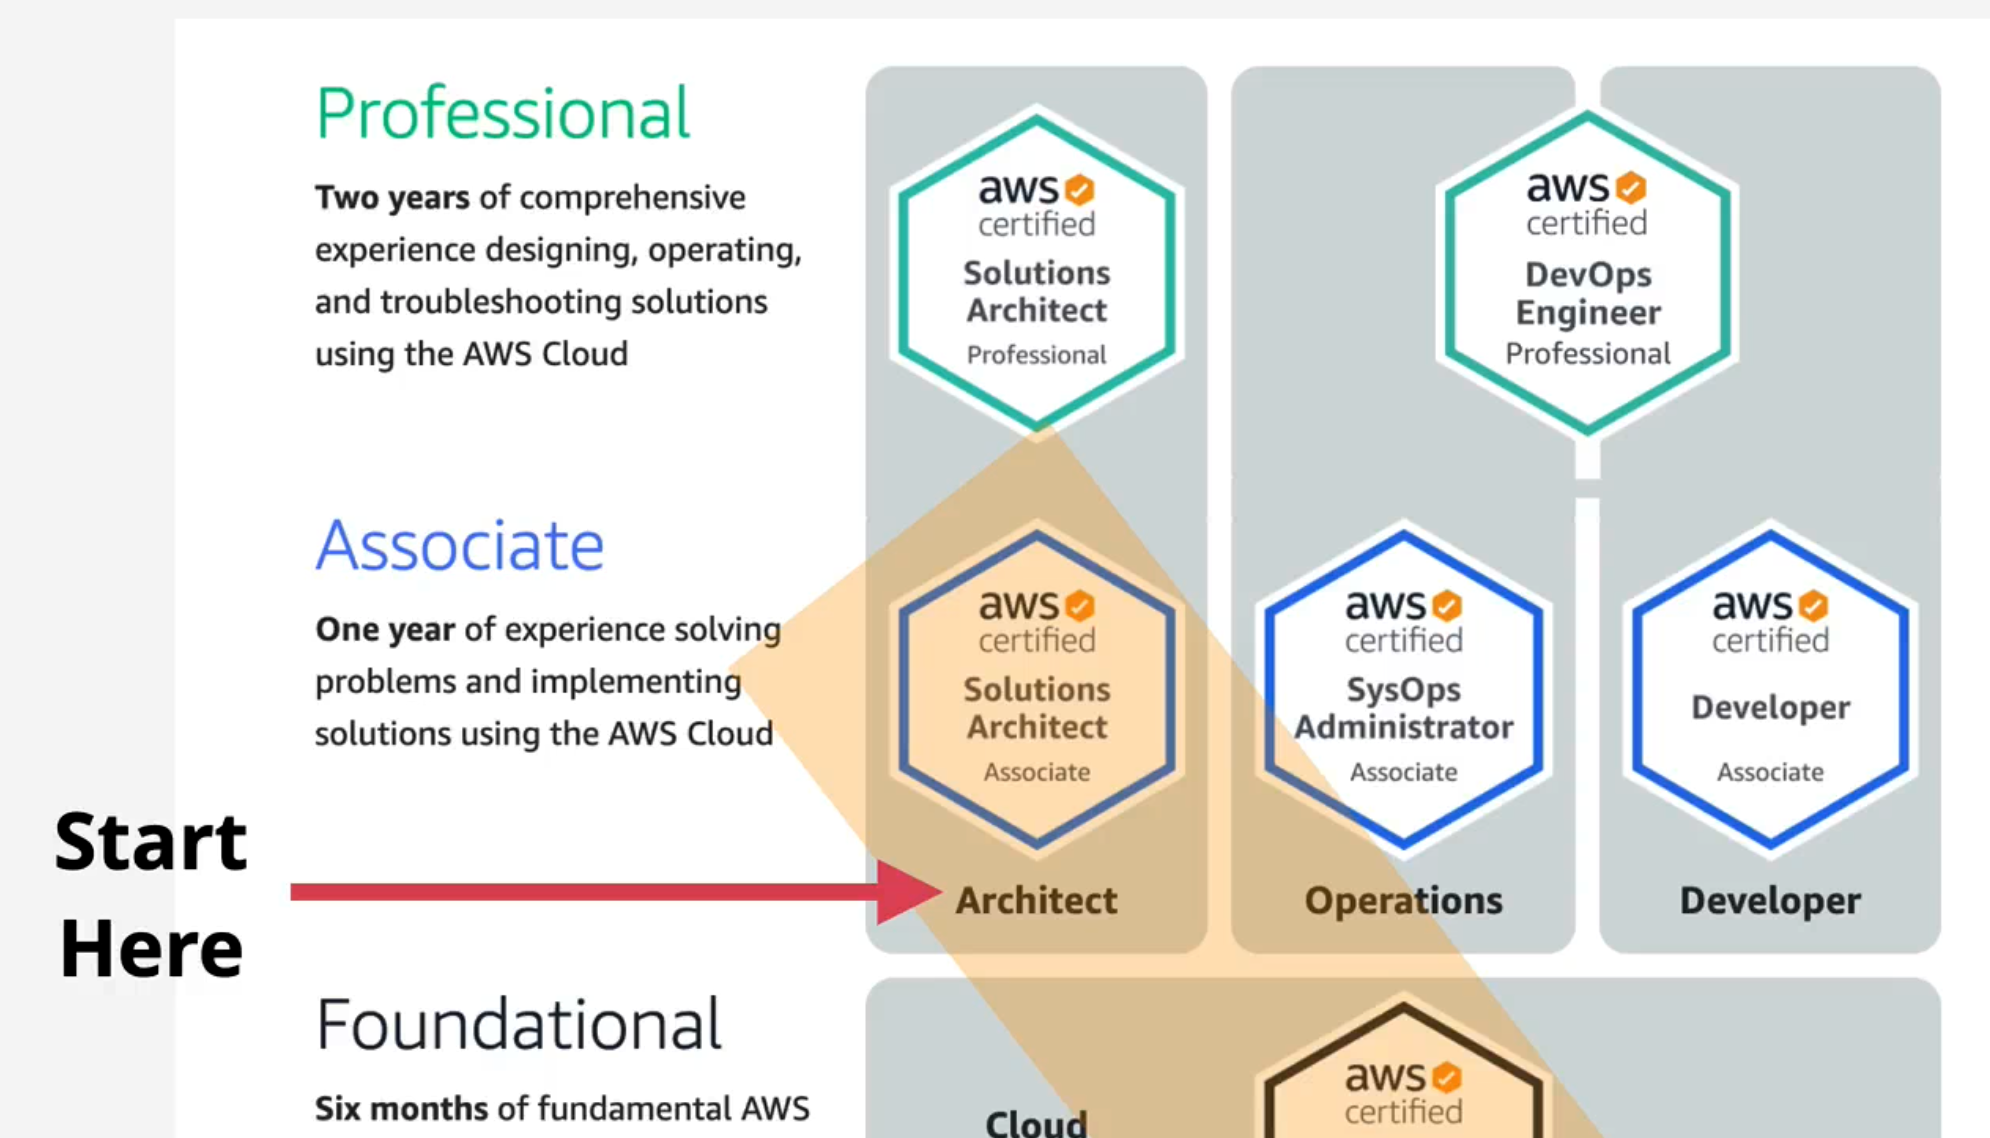 Professional
Two years of comprehensive
experience designing, operating,
and troubleshooting solutions
using the AWS Cloud
aws
certified
Solutions
Architect
Professional
aws
certified
DevOps
Engineer
Professional
Associate
One year of experience solving
problems and implementing
solutions using the AWS Cloud
aws
certified
Solutions
Architect
Associate
Architect
aws
certified
SysOps
Administrator
Associate
Operations
aws
certified
Developer
Associate
Developer
Start
Here
Foundational
Six months of fundamental AWS
Cloud
aws
certified